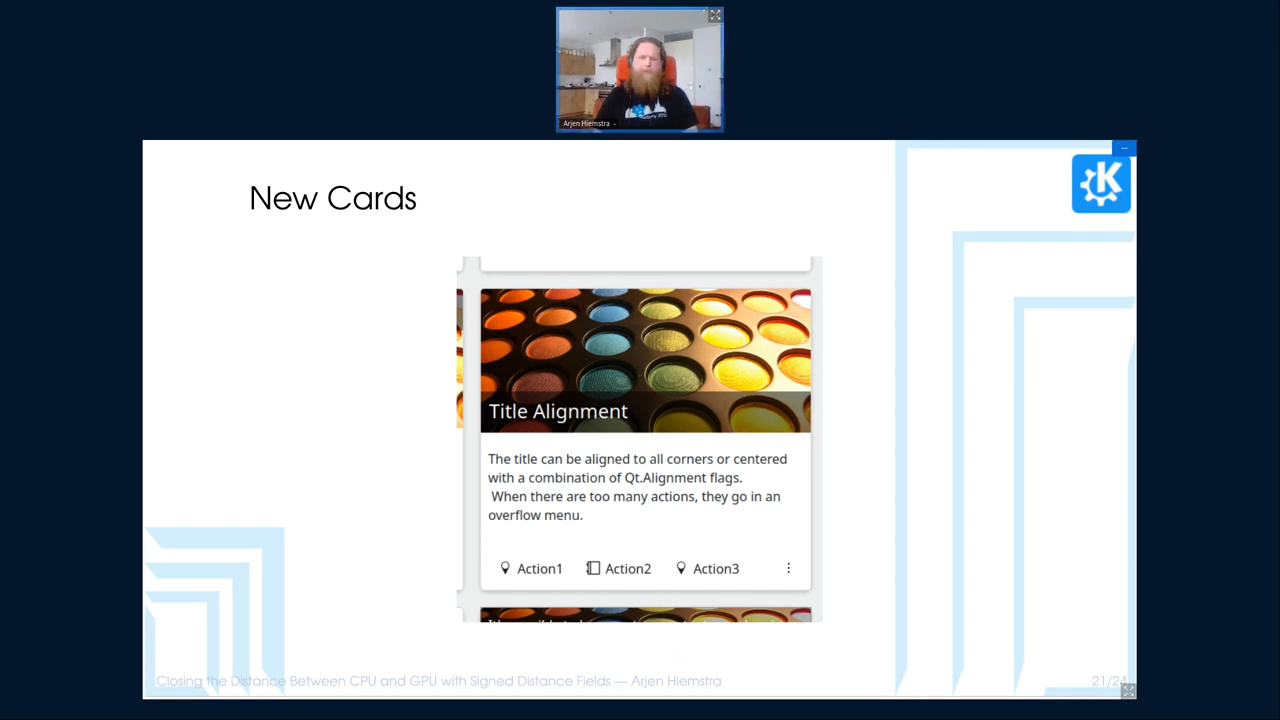 Arjen Hiemstra
New Cards
Title Alignment
The title can be aligned to all corners or centered
with a combination of Qt.Alignment flags.
When there are too many actions, they go in an
overflow menu.
Action1 Action2 Action3
Closing the Distance Between CPU and GPU with Signed Distance Fields — Arjen Hiemstra
21/24